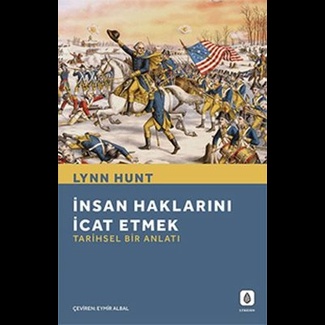 LYNN HUNT
İNSAN HAKLARINI
İCAT ETMEK
TARİHSEL BİR ANLATI
ÇEVİREN: EYMİR ALBAL